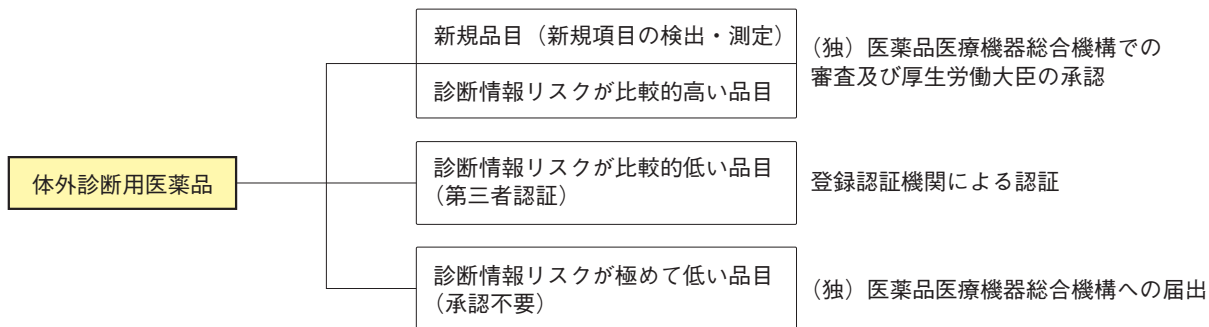 体外診断用医薬品
新規品目（新規項目の検出・測定）
診断情報リスクが比較的高い品目
（独）医薬品医療機器総合機構での
審査及び厚生労働大臣の承認
診断情報リスクが比較的低い品目
（第三者認証）
登録認証機関による認証
診断情報リスクが極めて低い品目
（承認不要）
（独）医薬品医療機器総合機構への届出